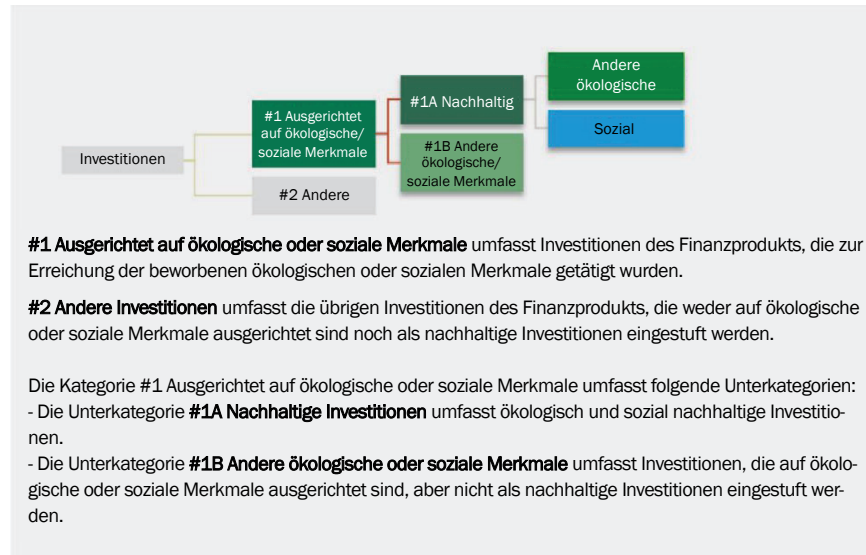 Andere
ökologische
#1A Nachhaltig
Sozial
#1 Ausgerichtet
auf ökologische/
soziale Merkmale
#1B Andere
ökologische/
soziale Merkmale
Investitionen
#2 Andere
#1 Ausgerichtet auf ökologische oder soziale Merkmale umfasst Investitionen des Finanzprodukts, die zur
Erreichung der beworbenen ökologischen oder sozialen Merkmale getätigt wurden.
#2 Andere Investitionen umfasst die übrigen Investitionen des Finanzprodukts, die weder auf ökologische
oder soziale Merkmale ausgerichtet sind noch als nachhaltige Investitionen eingestuft werden.
Die Kategorie #1 Ausgerichtet auf ökologische oder soziale Merkmale umfasst folgende Unterkategorien:
- Die Unterkategorie #1A Nachhaltige Investitionen umfasst ökologisch und sozial nachhaltige Investitio-
nen.
- Die Unterkategorie #1B Andere ökologische oder soziale Merkmale umfasst Investitionen, die auf ökolo-
gische oder soziale Merkmale ausgerichtet sind, aber nicht als nachhaltige Investitionen eingestuft wer-
den.